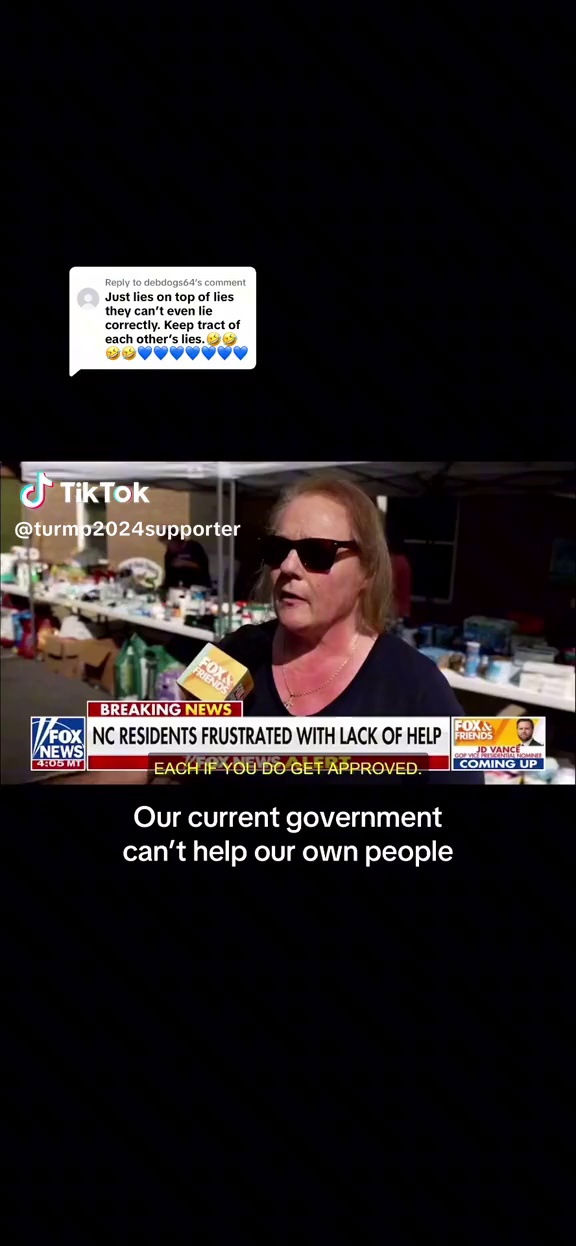 Reply to debdogs64's comment
Just lies on top of lies
they can't even lie
correctly. Keep tract of
each other's lies.🤣🤣
🤣🤣💙💙💙💙💙💙💙
TikTok
@turmp2024supporter
FOX &
FRIENDS
BREAKING NEWS
FOX
NEWS
4:05 MT
NC RESIDENTS FRUSTRATED WITH LACK OF HELP
FOX NEWS ALERT
EACH IF YOU DO GET APPROVED.
FOX &
FRIENDS
JD VANCE
GOP VICE PRESIDENTIAL NOMINEE
COMING UP
Our current government
can't help our own people